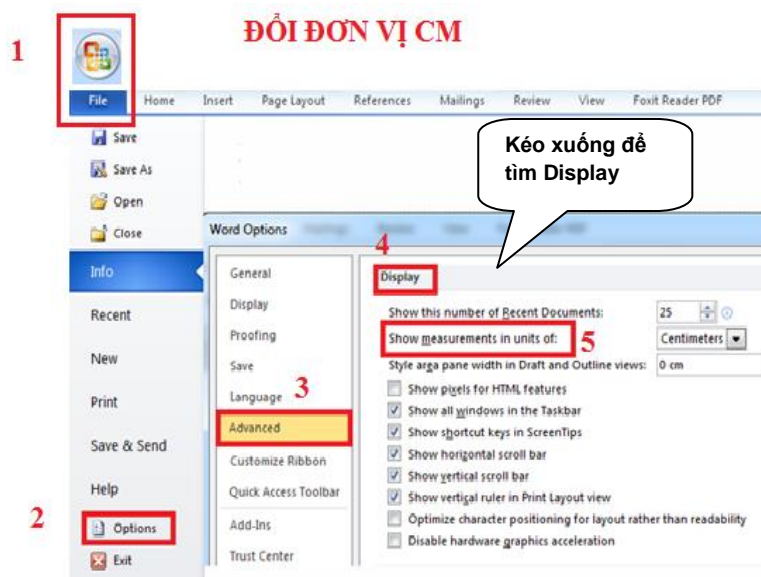 ĐỔI ĐƠN VỊ CM
1
File Home Insert Page Layout References Mailings Review View Foxit Reader PDF
Save
Save As
Open
Close
Info
Recent
New
Print
Save & Send
Help
2
Options
Exit
Kéo xuống để
tìm Display
Word Options
General
Display
Proofing
Save
Language
3
Advanced
Customize Ribbon
Quick Access Toolbar
Add-Ins
Trust Center
4
Display
Show this number of Recent Documents: 25
Show measurements in units of: 5 Centimeters
Style area pane width in Draft and Outline views: 0 cm
Show pixels for HTML features
Show all windows in the Taskbar
Show shortcut keys in ScreenTips
Show horizontal scroll bar
Show vertical scroll bar
Show vertical ruler in Print Layout view
Optimize character positioning for layout rather than readability
Disable hardware graphics acceleration